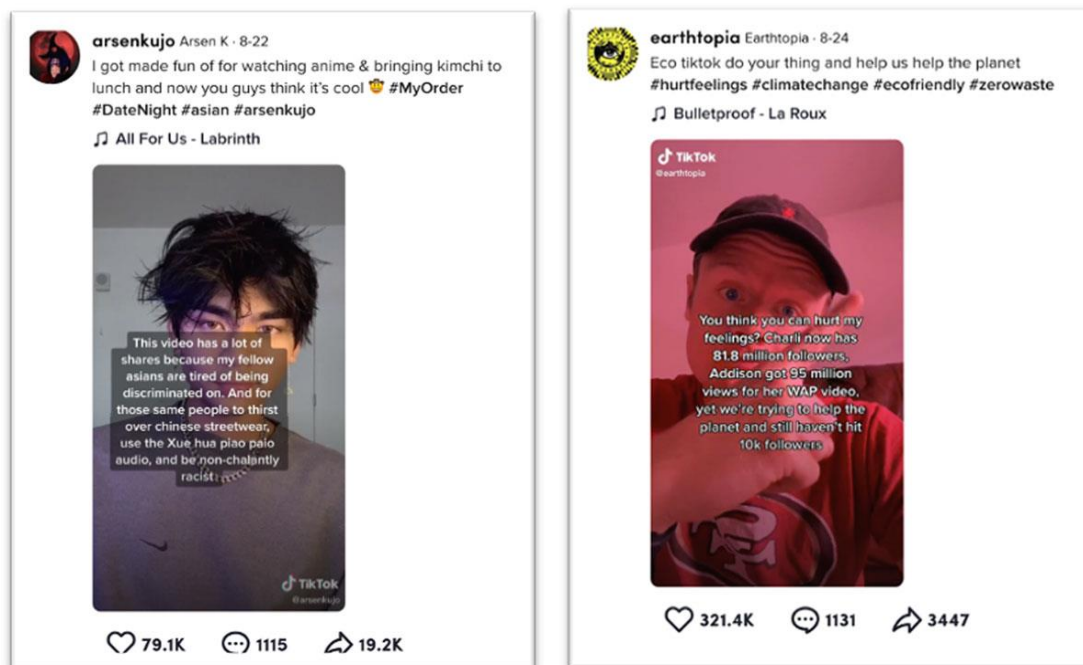 arsenkujo Arsen K · 8-22
I got made fun of for watching anime & bringing kimchi to
lunch and now you guys think it's cool 🤠 #MyOrder
#DateNight #asian #arsenkujo
All For Us - Labrinth
This video has a lot of
shares because my fellow
asians are tired of being
discriminated on. And for
those same people to thirst
over chinese streetwear,
use the Xue hua piao paio
audio, and be non-chalantly
racist
TikTok
@arsenkujo
79.1K 1115 19.2K
earthtopia Earthtopia · 8-24
Eco tiktok do your thing and help us help the planet
#hurtfeelings #climatechange #ecofriendly #zerowaste
Bulletproof - La Roux
TikTok
@earthtopia
You think you can hurt my
feelings? Charli now has
81.8 million followers,
Addison got 95 million
views for her WAP video,
yet we're trying to help the
planet and still haven't hit
10k followers
321.4K 1131 3447